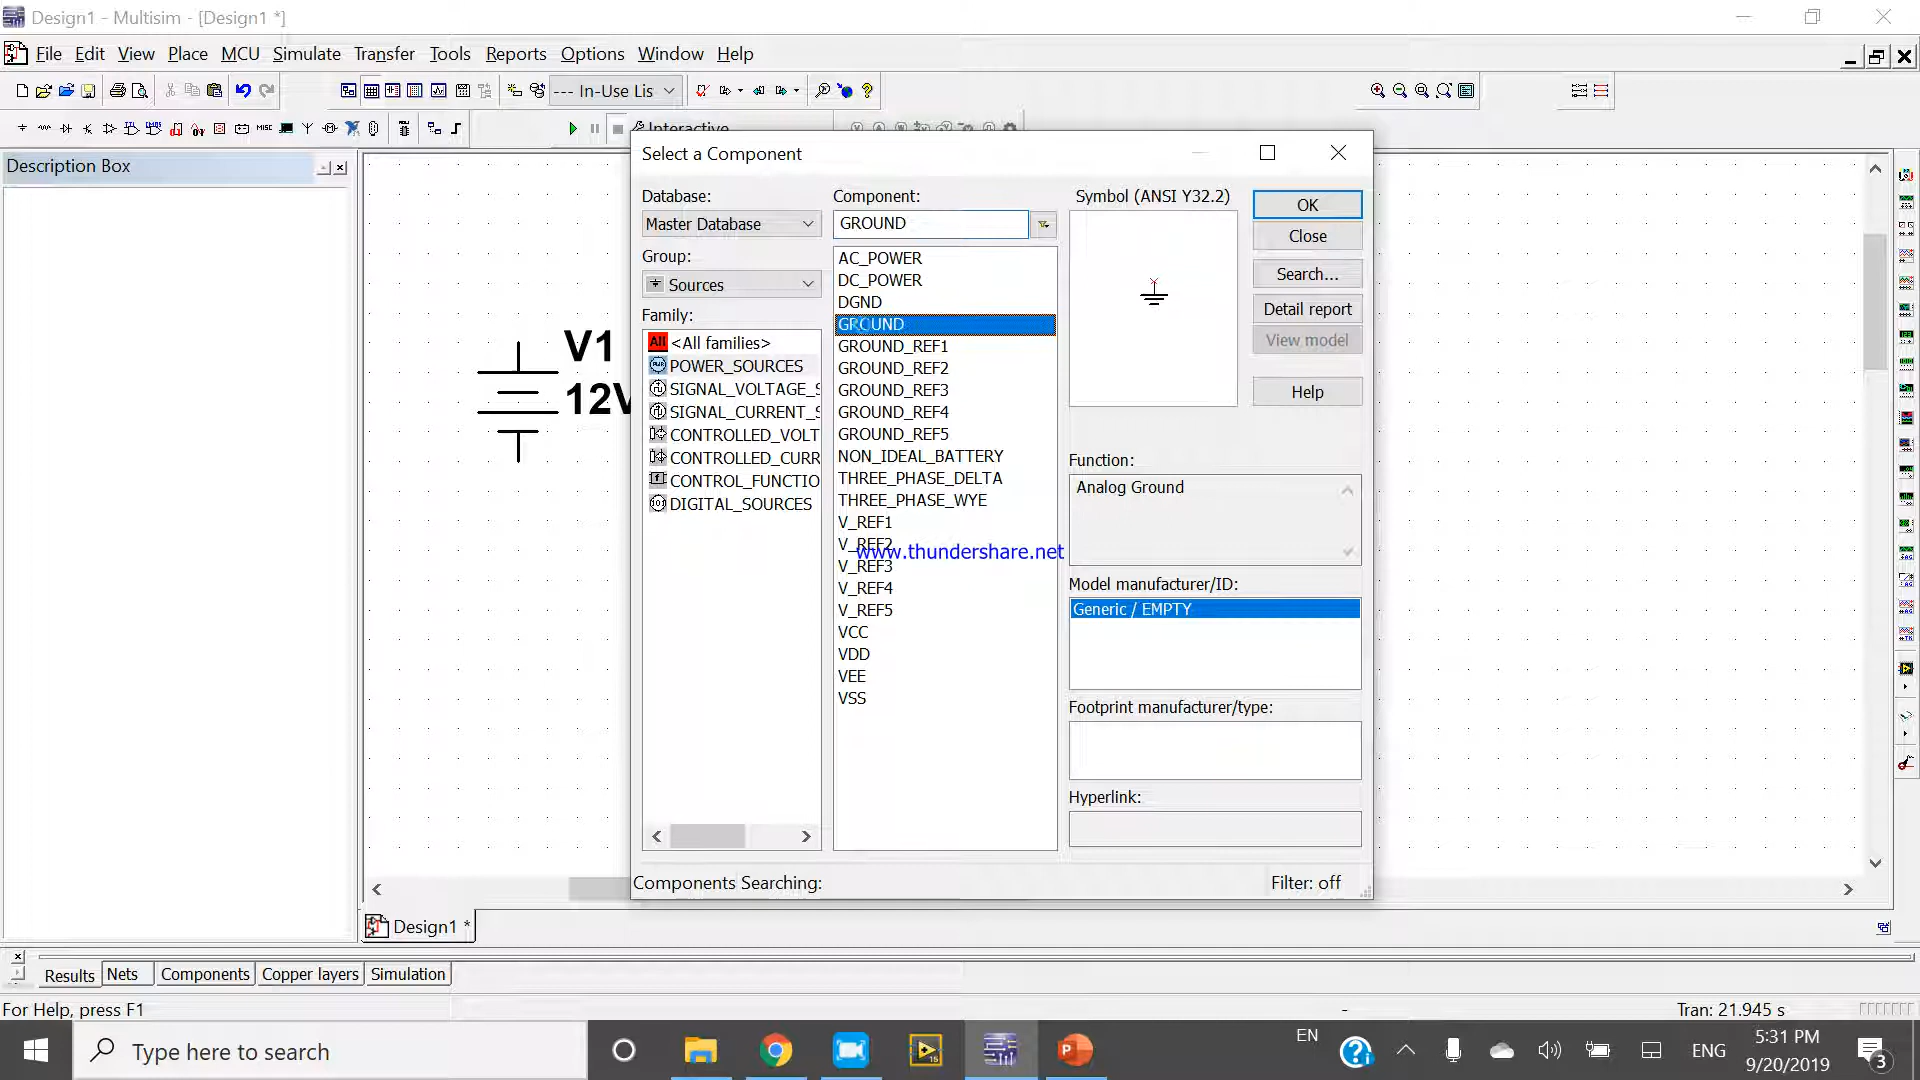 Design1 - Multisim - [Design1 *]
File Edit View Place MCU Simulate Transfer Tools Reports Options Window Help
--- In-Use Lis
Interactive
Description Box
V1
12V
Select a Component
Database:
Master Database
Group:
Sources
Family:
All <All families>
POWER_SOURCES
SIGNAL_VOLTAGE_S
SIGNAL_CURRENT_S
CONTROLLED_VOLT
CONTROLLED_CURR
CONTROL_FUNCTIO
DIGITAL_SOURCES
Component:
GROUND
AC_POWER
DC_POWER
DGND
GROUND
GROUND_REF1
GROUND_REF2
GROUND_REF3
GROUND_REF4
GROUND_REF5
NON_IDEAL_BATTERY
THREE_PHASE_DELTA
THREE_PHASE_WYE
V_REF1
V_REF2
www.thundershare.net
V_REF3
V_REF4
V_REF5
VCC
VDD
VEE
VSS
Symbol (ANSI Y32.2)
OK
Close
Search...
Detail report
View model
Help
Function:
Analog Ground
Model manufacturer/ID:
Generic / EMPTY
Footprint manufacturer/type:
Hyperlink:
Components Searching:
Filter: off
Design1 *
Results Nets Components Copper layers Simulation
For Help, press F1
-
Tran: 21.945 s
Type here to search
EN
ENG
5:31 PM
9/20/2019
3